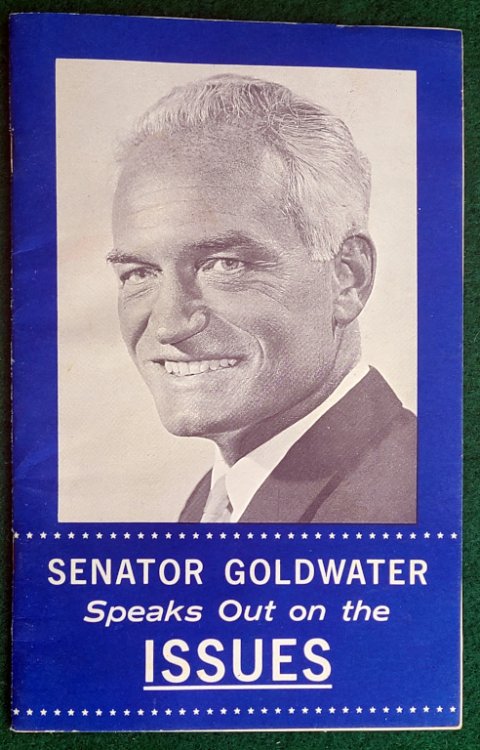 SENATOR GOLDWATER
Speaks Out on the
ISSUES